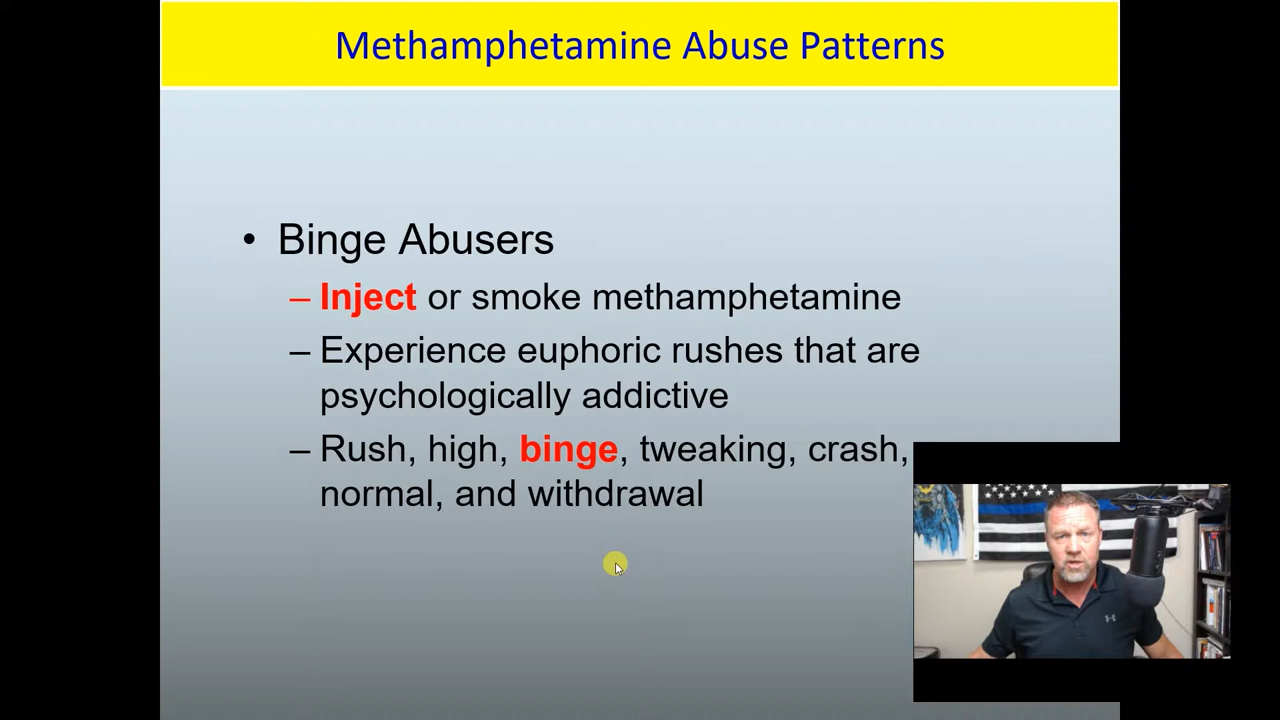 Methamphetamine Abuse Patterns
• Binge Abusers
– Inject or smoke methamphetamine
– Experience euphoric rushes that are
psychologically addictive
– Rush, high, binge, tweaking, crash,
normal, and withdrawal